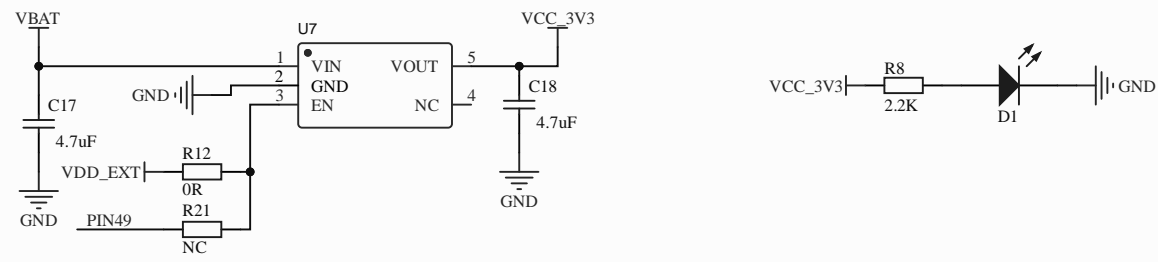 VBAT
U7
VCC_3V3
1
VIN
VOUT
5
2
GND
GND
3
EN
NC
4
C17
4.7uF
C18
4.7uF
VDD_EXT
R12
0R
GND
PIN49
R21
NC
GND
VCC_3V3
R8
2.2K
D1
GND